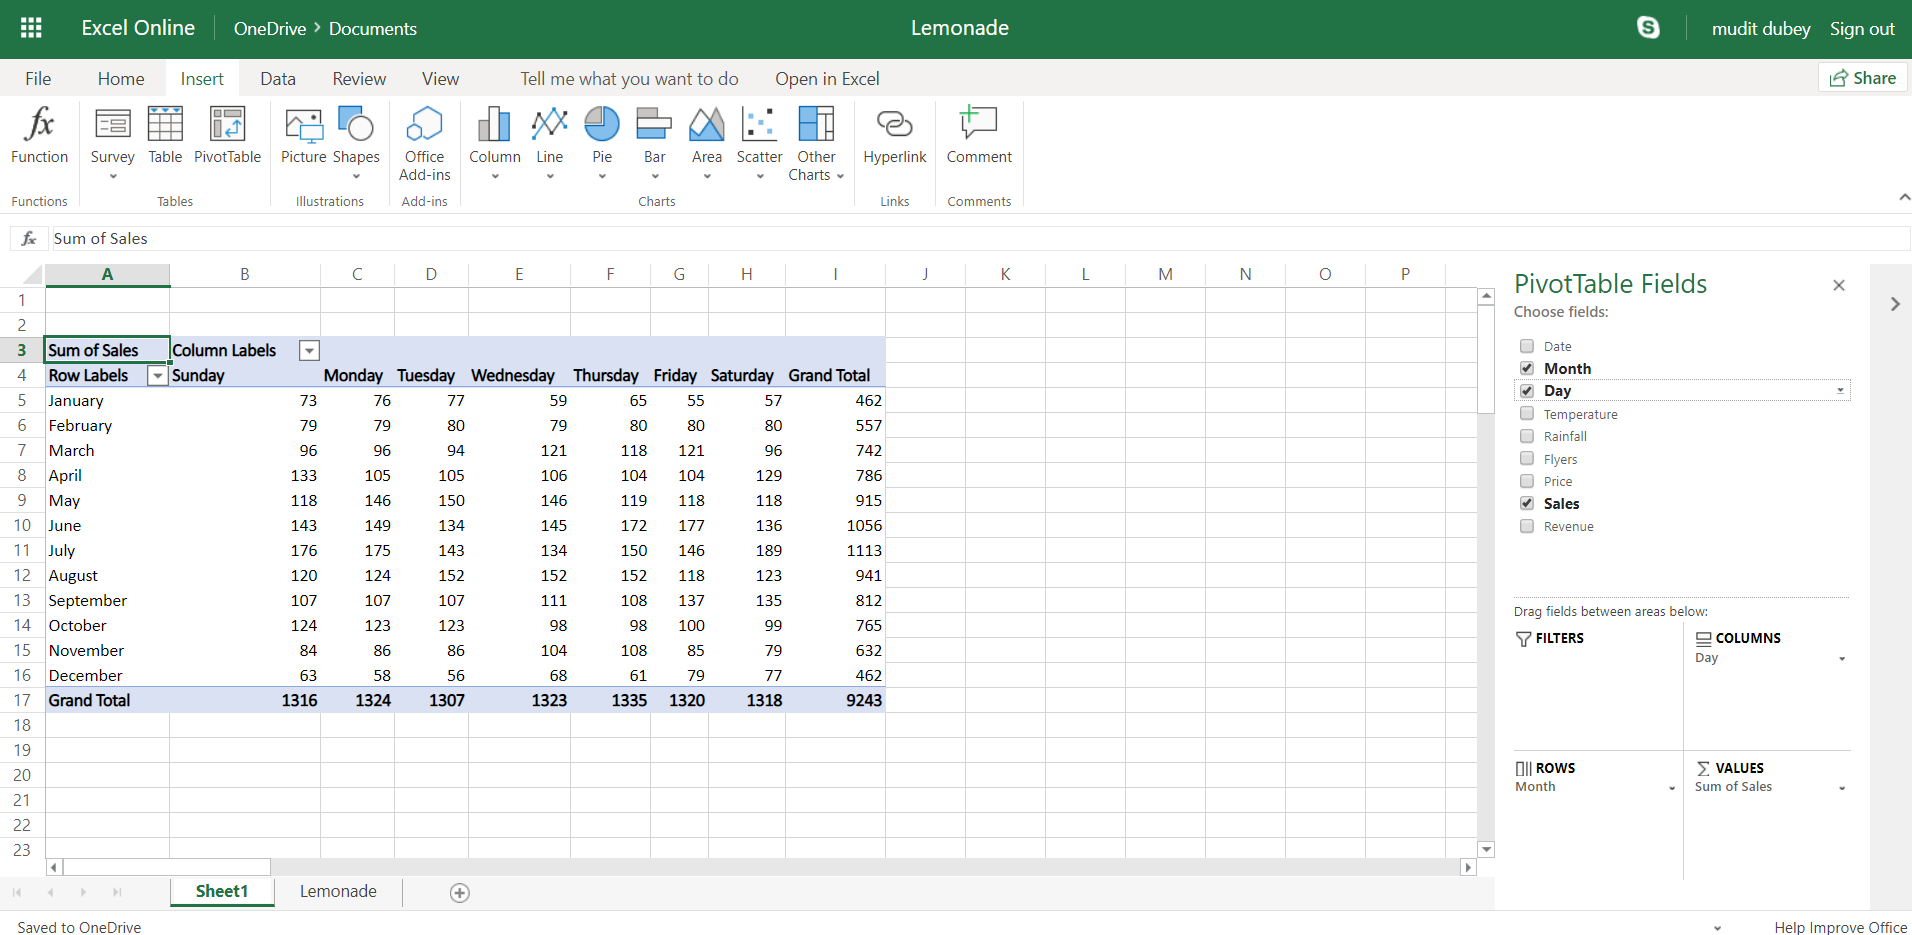 Excel Online OneDrive › Documents Lemonade mudit dubey Sign out
File Home Insert Data Review View Tell me what you want to do Open in Excel Share
Function Survey Table PivotTable Picture Shapes Office Add-ins Column Line Pie Bar Area Scatter Other Charts Hyperlink Comment
Functions Tables Illustrations Add-ins Charts Links Comments
fx Sum of Sales
A B C D E F G H I J K L M N O P
1
2
3 Sum of Sales Column Labels
4 Row Labels Sunday Monday Tuesday Wednesday Thursday Friday Saturday Grand Total
5 January 73 76 77 59 65 55 57 462
6 February 79 79 80 79 80 80 80 557
7 March 96 96 94 121 118 121 96 742
8 April 133 105 105 106 104 104 129 786
9 May 118 146 150 146 119 118 118 915
10 June 143 149 134 145 172 177 136 1056
11 July 176 175 143 134 150 146 189 1113
12 August 120 124 152 152 152 118 123 941
13 September 107 107 107 111 108 137 135 812
14 October 124 123 123 98 98 100 99 765
15 November 84 86 86 104 108 85 79 632
16 December 63 58 56 68 61 79 77 462
17 Grand Total 1316 1324 1307 1323 1335 1320 1318 9243
18
19
20
21
22
23
PivotTable Fields
Choose fields:
Date
Month
Day
Temperature
Rainfall
Flyers
Price
Sales
Revenue
Drag fields between areas below:
FILTERS COLUMNS
Day
ROWS VALUES
Month Sum of Sales
Sheet1 Lemonade
Saved to OneDrive Help Improve Office